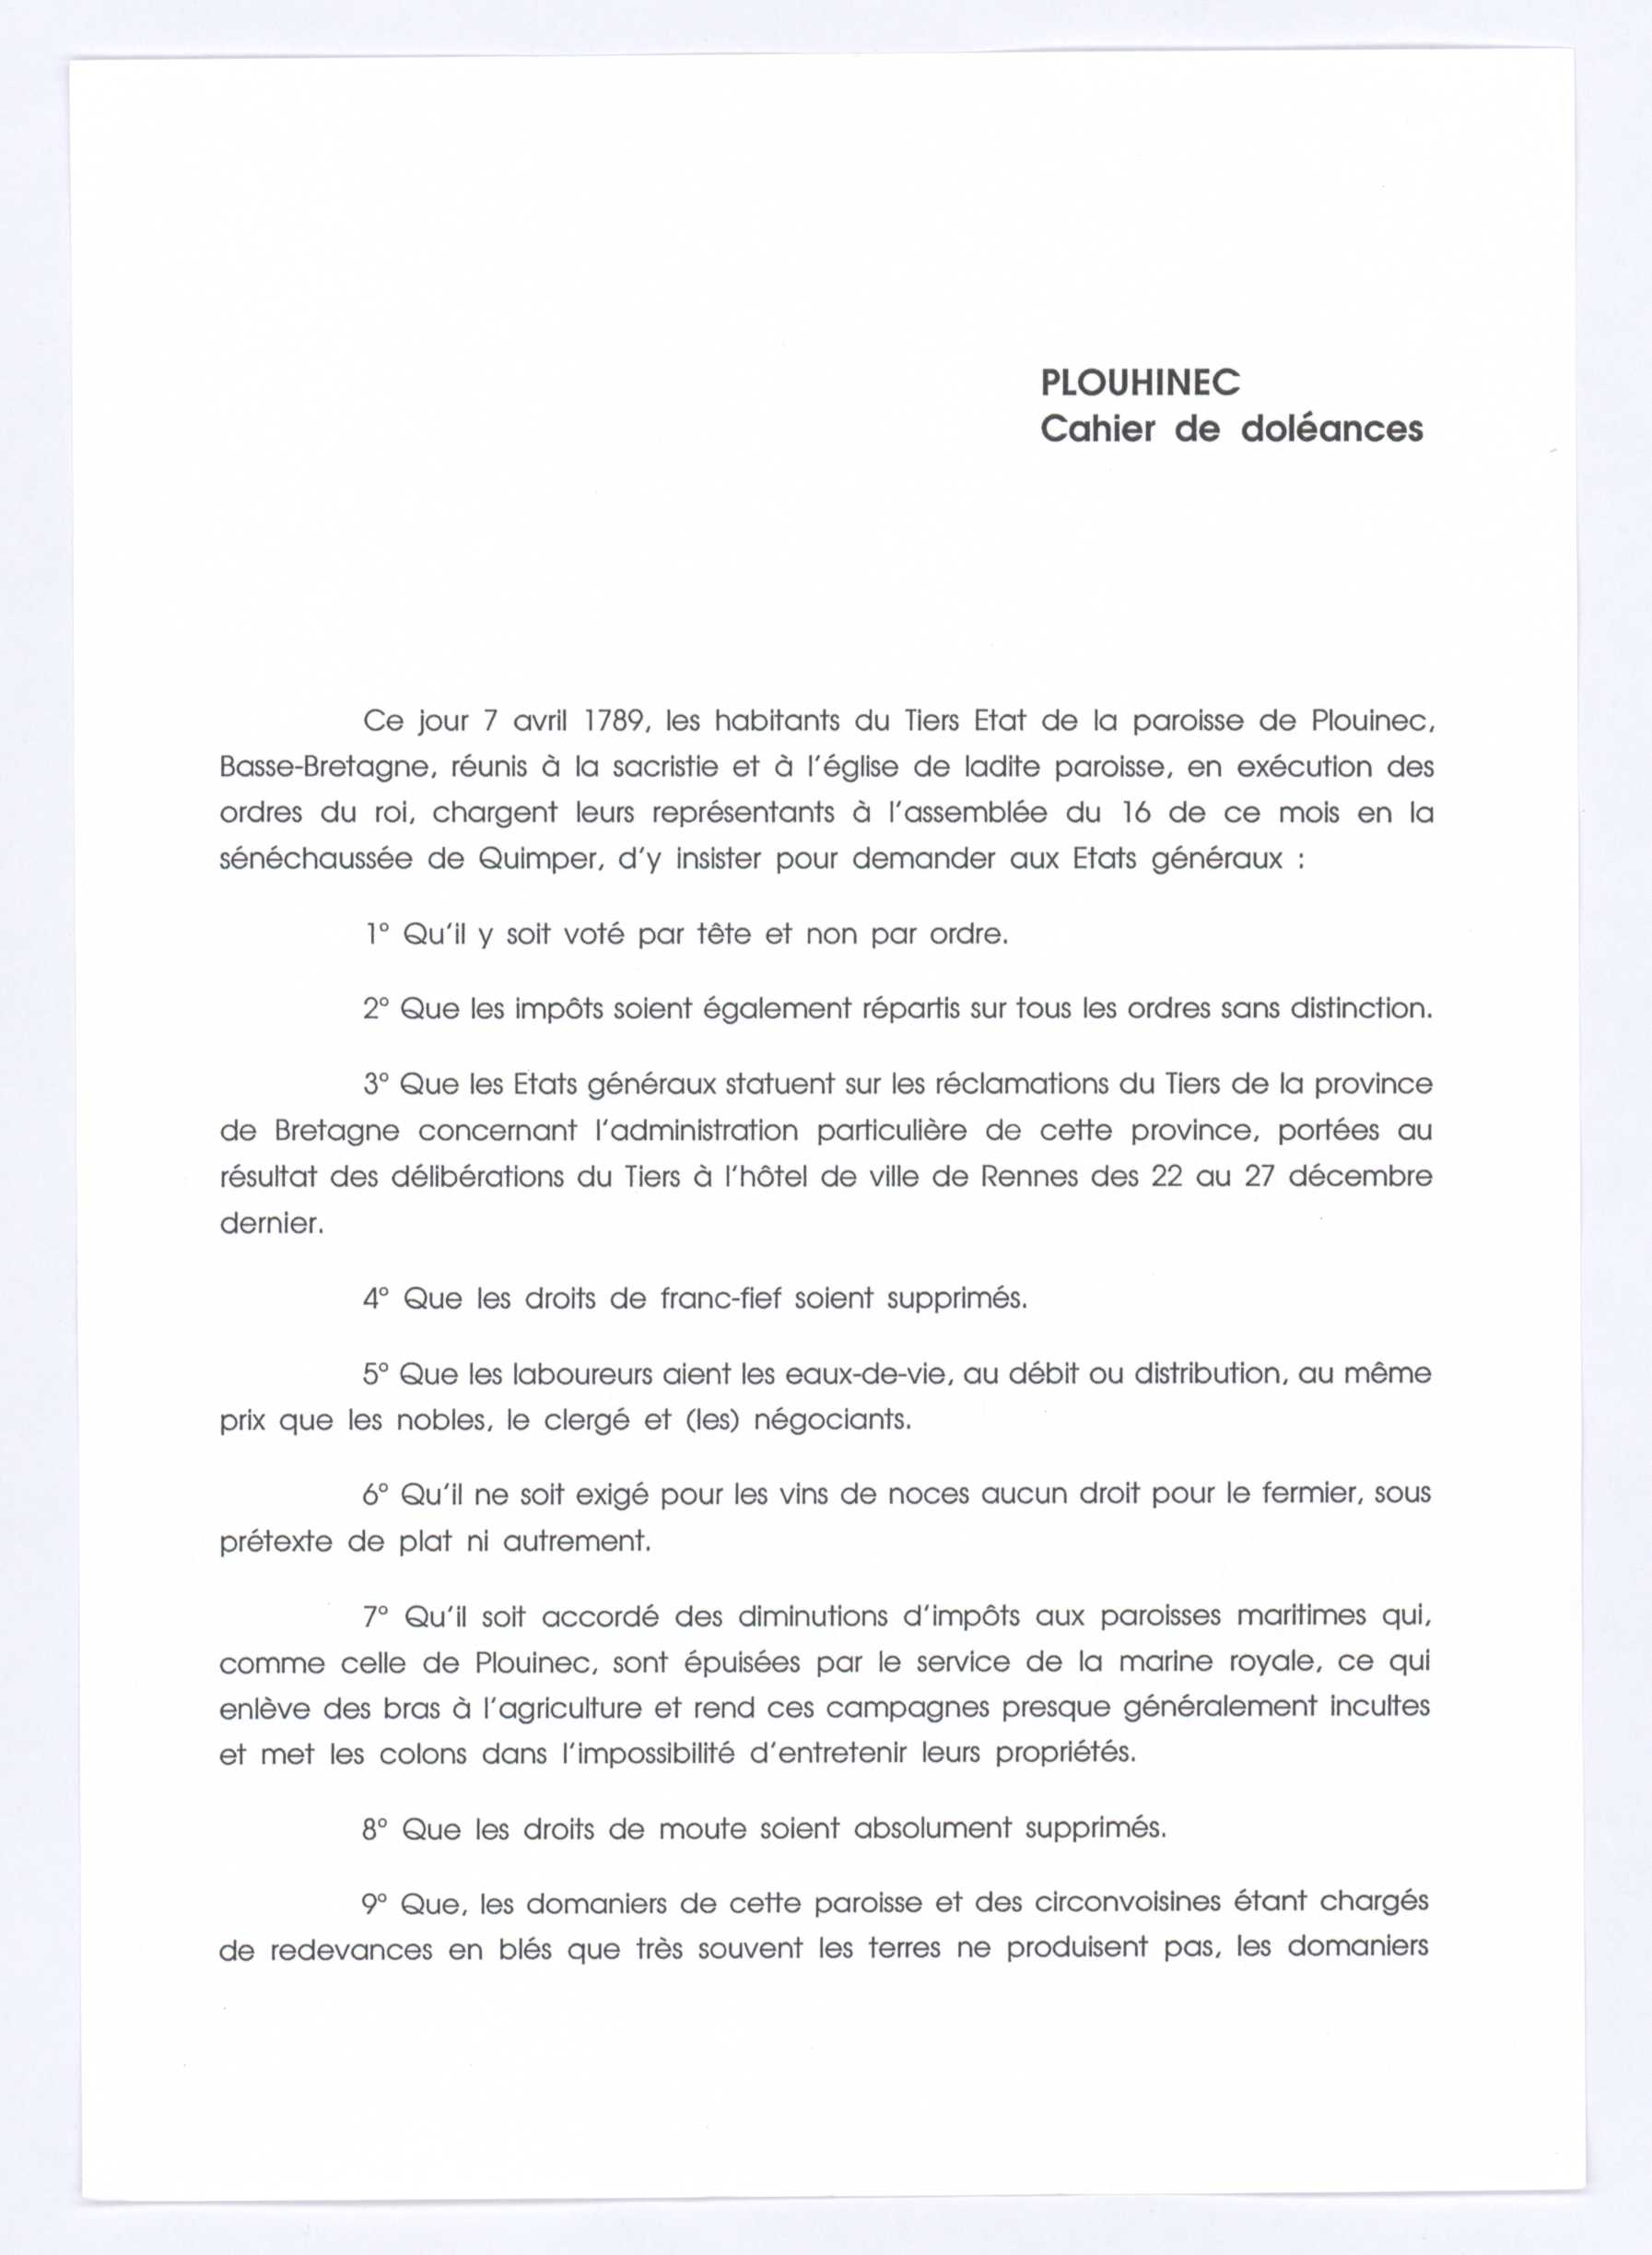 PLOUHINEC
Cahier de doléances
Ce jour 7 avril 1789, les habitants du Tiers Etat de la paroisse de Plouinec,
Basse-Bretagne, réunis à la sacristie et à l'église de ladite paroisse, en exécution des
ordres du roi, chargent leurs représentants à l'assemblée du 16 de ce mois en la
sénéchaussée de Quimper, d'y insister pour demander aux Etats généraux :
1° Qu'il y soit voté par tête et non par ordre.
2° Que les impôts soient également répartis sur tous les ordres sans distinction.
3° Que les Etats généraux statuent sur les réclamations du Tiers de la province
de Bretagne concernant l'administration particulière de cette province, portées au
résultat des délibérations du Tiers à l'hôtel de ville de Rennes des 22 au 27 décembre
dernier.
4° Que les droits de franc-fief soient supprimés.
5° Que les laboureurs aient les eaux-de-vie, au débit ou distribution, au même
prix que les nobles, le clergé et (les) négociants.
6° Qu'il ne soit exigé pour les vins de noces aucun droit pour le fermier, sous
prétexte de plat ni autrement.
7° Qu'il soit accordé des diminutions d'impôts aux paroisses maritimes qui,
comme celle de Plouinec, sont épuisées par le service de la marine royale, ce qui
enlève des bras à l'agriculture et rend ces campagnes presque généralement incultes
et met les colons dans l'impossibilité d'entretenir leurs propriétés.
8° Que les droits de moute soient absolument supprimés.
9° Que, les domaniers de cette paroisse et des circonvoisines étant chargés
de redevances en blés que très souvent les terres ne produisent pas, les domaniers